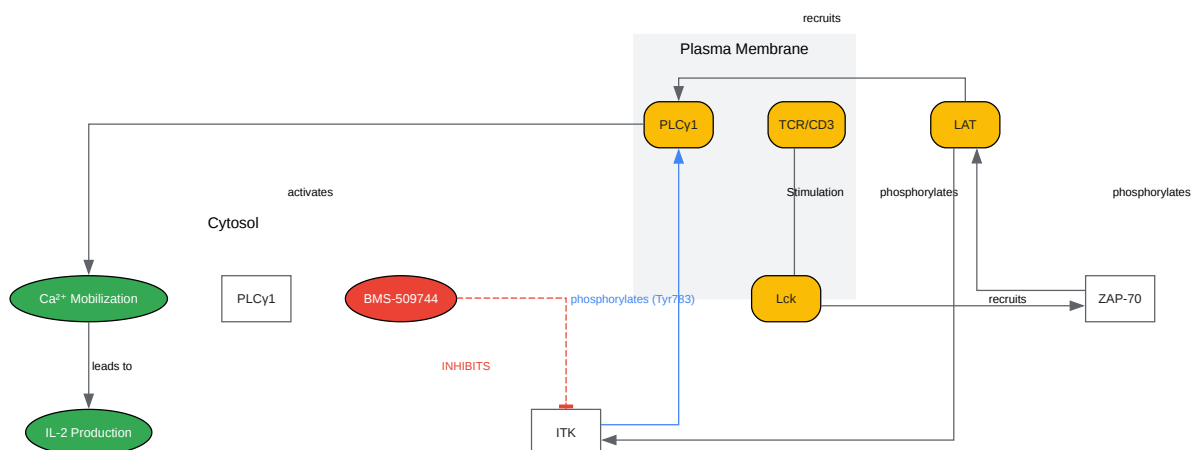 recruits
Plasma Membrane
PLCγ1
TCR/CD3
LAT
activates
Stimulation
phosphorylates
phosphorylates
Cytosol
Ca²⁺ Mobilization
PLCγ1
BMS-509744
phosphorylates (Tyr783)
Lck
recruits
ZAP-70
leads to
INHIBITS
IL-2 Production
ITK